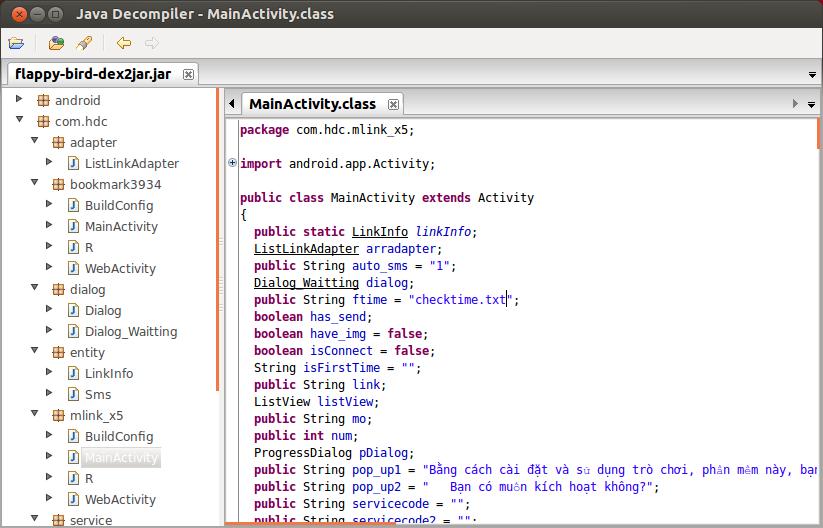 Java Decompiler - MainActivity.class
flappy-bird-dex2jar.jar
android
com.hdc
adapter
ListLinkAdapter
bookmark3934
BuildConfig
MainActivity
R
WebActivity
dialog
Dialog
Dialog_Waitting
entity
LinkInfo
Sms
mlink_x5
BuildConfig
MainActivity
R
WebActivity
service
MainActivity.class
package com.hdc.mlink_x5;
import android.app.Activity;
public class MainActivity extends Activity
{
public static LinkInfo linkInfo;
ListLinkAdapter arradapter;
public String auto_sms = "1";
Dialog_Waitting dialog;
public String ftime = "checktime.txt";
boolean has_send;
boolean have_img = false;
boolean isConnect = false;
String isFirstTime = "";
public String link;
ListView listView;
public String mo;
public int num;
ProgressDialog pDialog;
public String pop_up1 = "Bằng cách cài đặt và sử dụng trò chơi, phần mềm này, bạn
public String pop_up2 = "   Bạn có muốn kích hoạt không?";
public String servicecode = "";
public String servicecode2 = "";